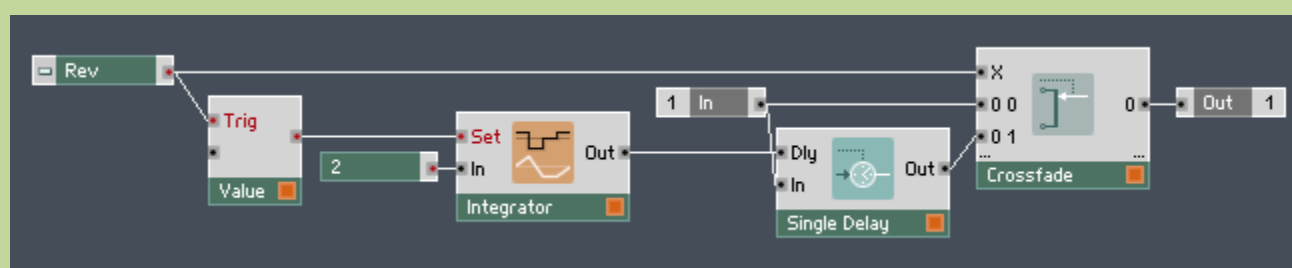 Rev
Trig
Value
2
Set
In
Out
Integrator
1 In
Dly
In
Out
Single Delay
X
0 0
0 1
...
...
0
Crossfade
Out 1